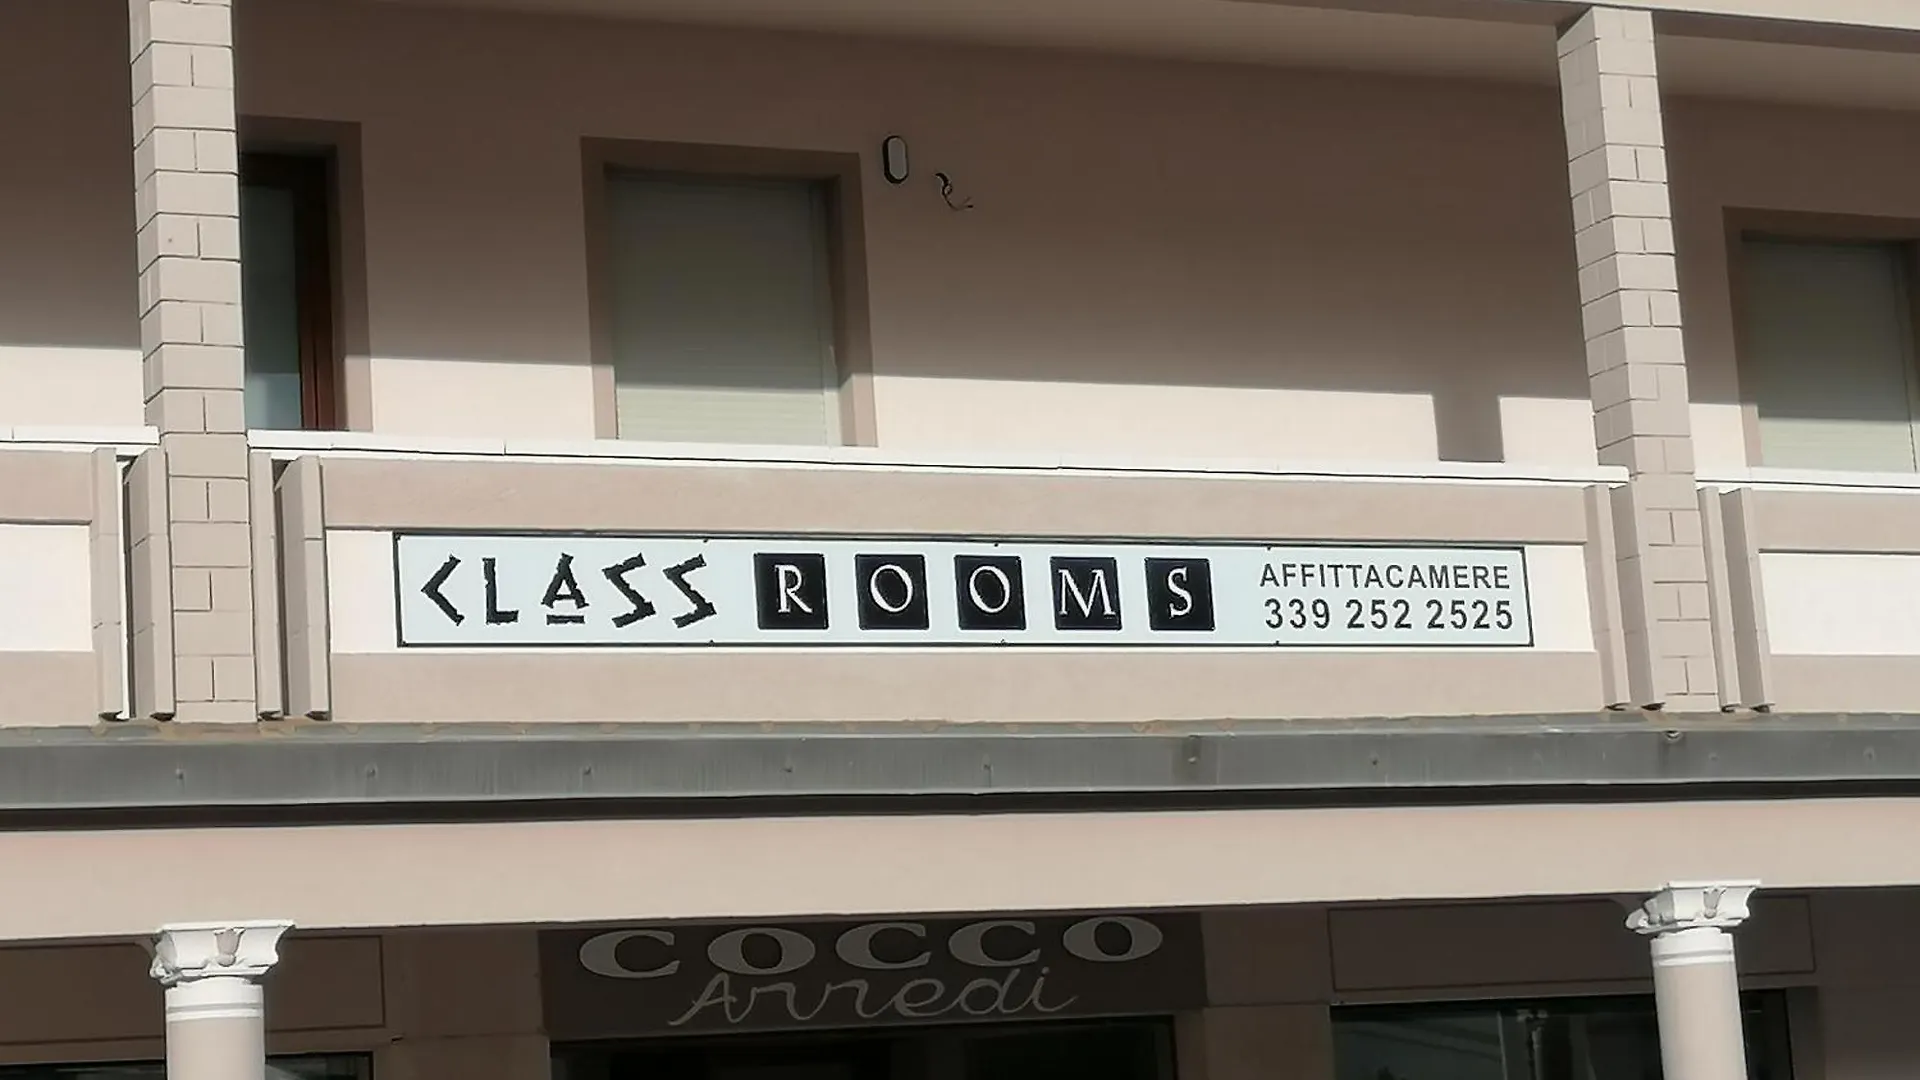 CLASS ROOMS
AFFITTACAMERE
339 252 2525
COCCO
Arredi